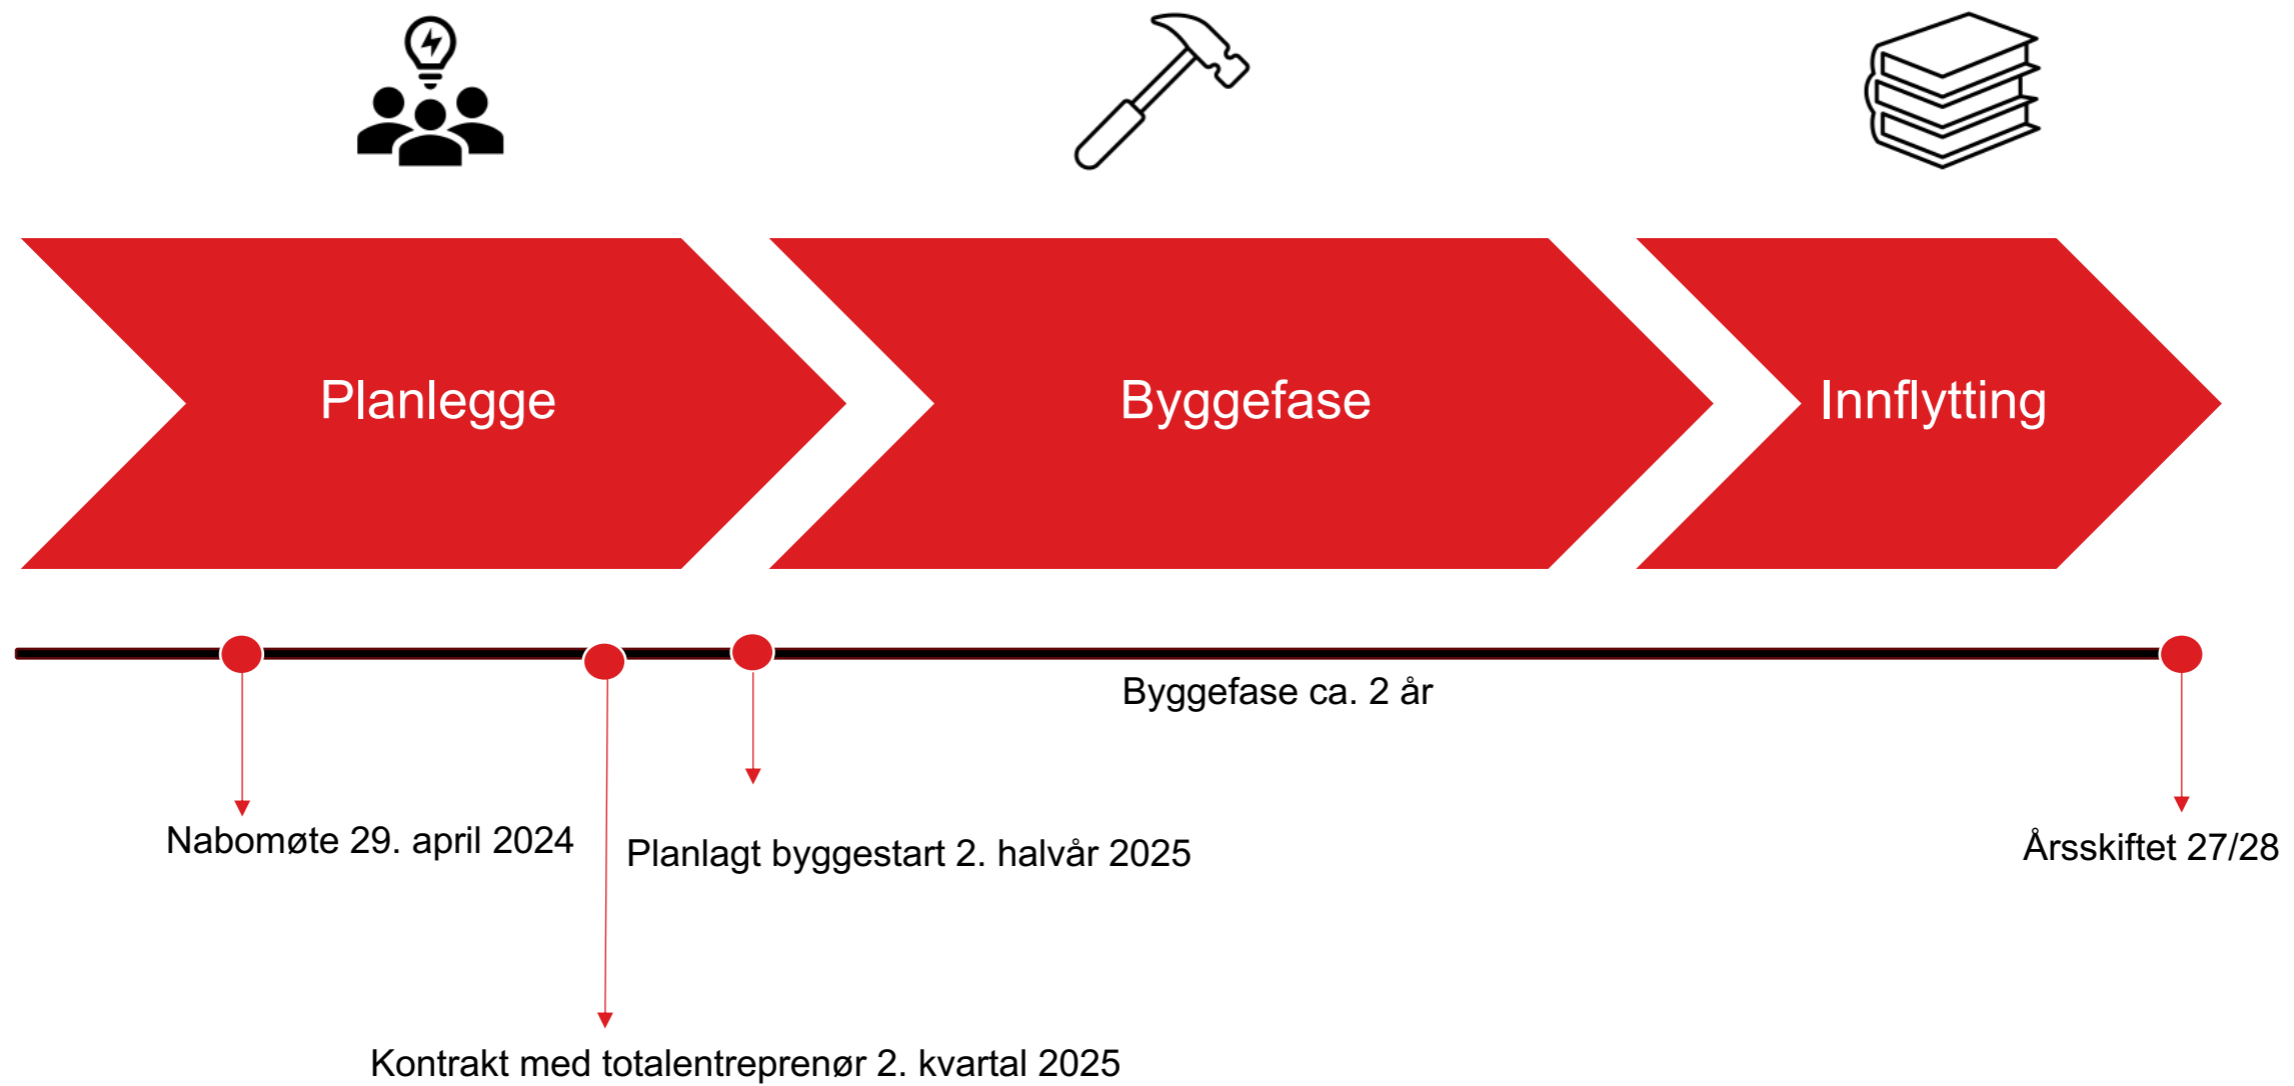 Planlegge
Byggefase
Innflytting
Byggefase ca. 2 år
Nabomøte 29. april 2024
Planlagt byggestart 2. halvår 2025
Årsskiftet 27/28
Kontrakt med totalentreprenør 2. kvartal 2025